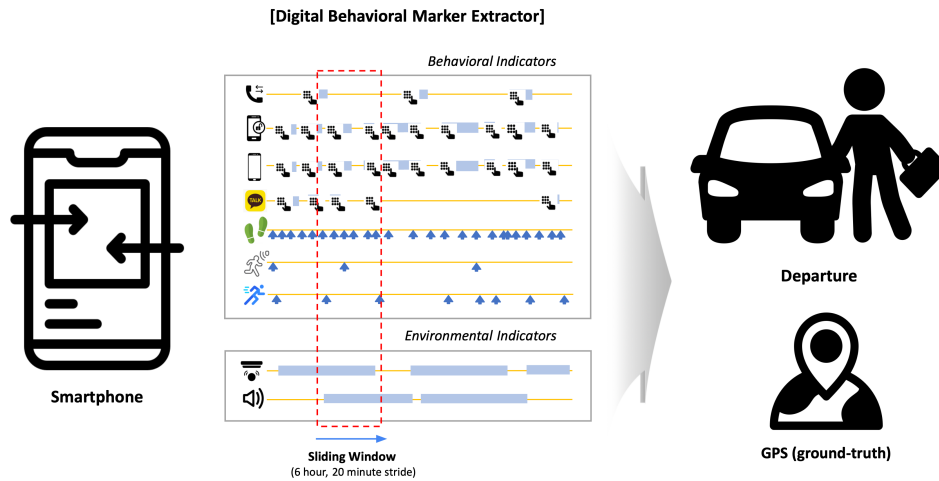 [Digital Behavioral Marker Extractor]
Behavioral Indicators
TALK
Environmental Indicators
Smartphone
Sliding Window
(6 hour, 20 minute stride)
Departure
GPS (ground-truth)